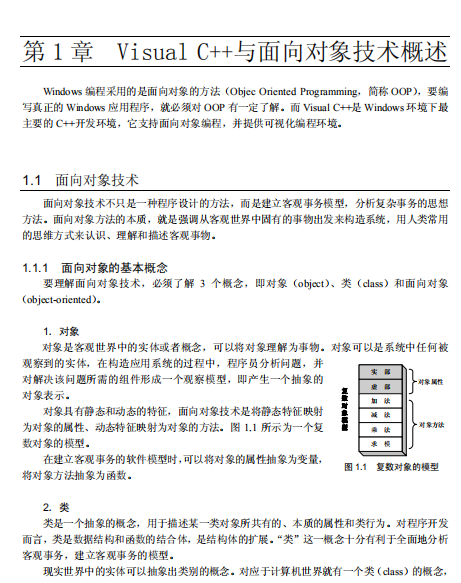 第 1 章　Visual C++与面向对象技术概述
Windows 编程采用的是面向对象的方法（Objec Oriented Programming，简称 OOP），要编
写真正的 Windows 应用程序，就必须对 OOP 有一定了解。而 Visual C++是 Windows 环境下最
主要的 C++开发环境，它支持面向对象编程，并提供可视化编程环境。
1.1　面向对象技术
面向对象技术不只是一种程序设计的方法，而是建立客观事务模型，分析复杂事务的思想
方法。面向对象方法的本质，就是强调从客观世界中固有的事物出发来构造系统，用人类常用
的思维方式来认识、理解和描述客观事物。
1.1.1　面向对象的基本概念
要理解面向对象技术，必须了解 3 个概念，即对象（object）、类（class）和面向对象
（object-oriented）。
1. 对象
对象是客观世界中的实体或者概念，可以将对象理解为事物。对象可以是系统中任何被
观察到的实体，在构造应用系统的过程中，程序员分析问题，并
对解决该问题所需的组件形成一个观察模型，即产生一个抽象的
对象表示。
对象具有静态和动态的特征，面向对象技术是将静态特征映射
为对象的属性、动态特征映射为对象的方法。图 1.1 所示为一个复
数对象的模型。
在建立客观事务的软件模型时，可以将对象的属性抽象为变量，
将对象方法抽象为函数。
复数对象模型
实 部
虚 部
加 法
减 法
乘 法
求 模
对象属性
对象方法
图 1.1　复数对象的模型
2. 类
类是一个抽象的概念，用于描述某一类对象所共有的、本质的属性和类行为。对程序开发
而言，类是数据结构和函数的结合体，是结构体的扩展。“类”这一概念十分有利于全面地分析
客观事务，建立客观事务的模型。
现实世界中的实体可以抽象出类别的概念。对应于计算机世界就有一个类（class）的概念，